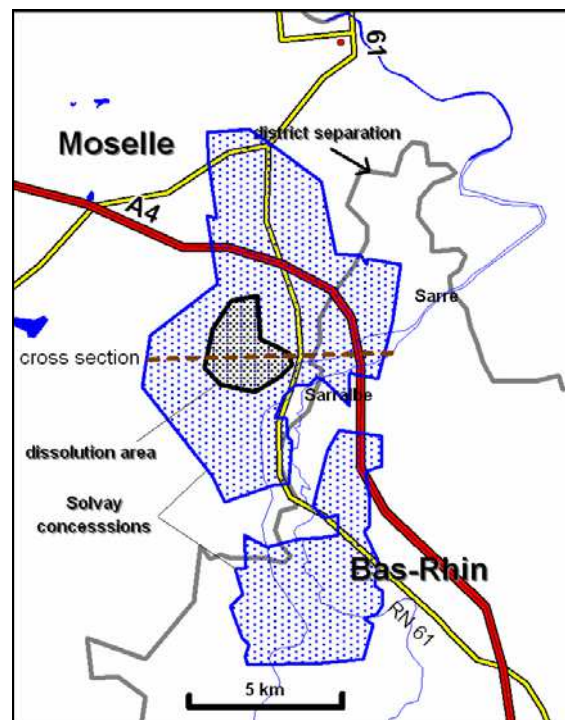 61
district separation
Moselle
A4
Sarre
cross section
Sarralbe
dissolution area
Solvay
concesssions
Bas-Rhin
RN 61
5 km